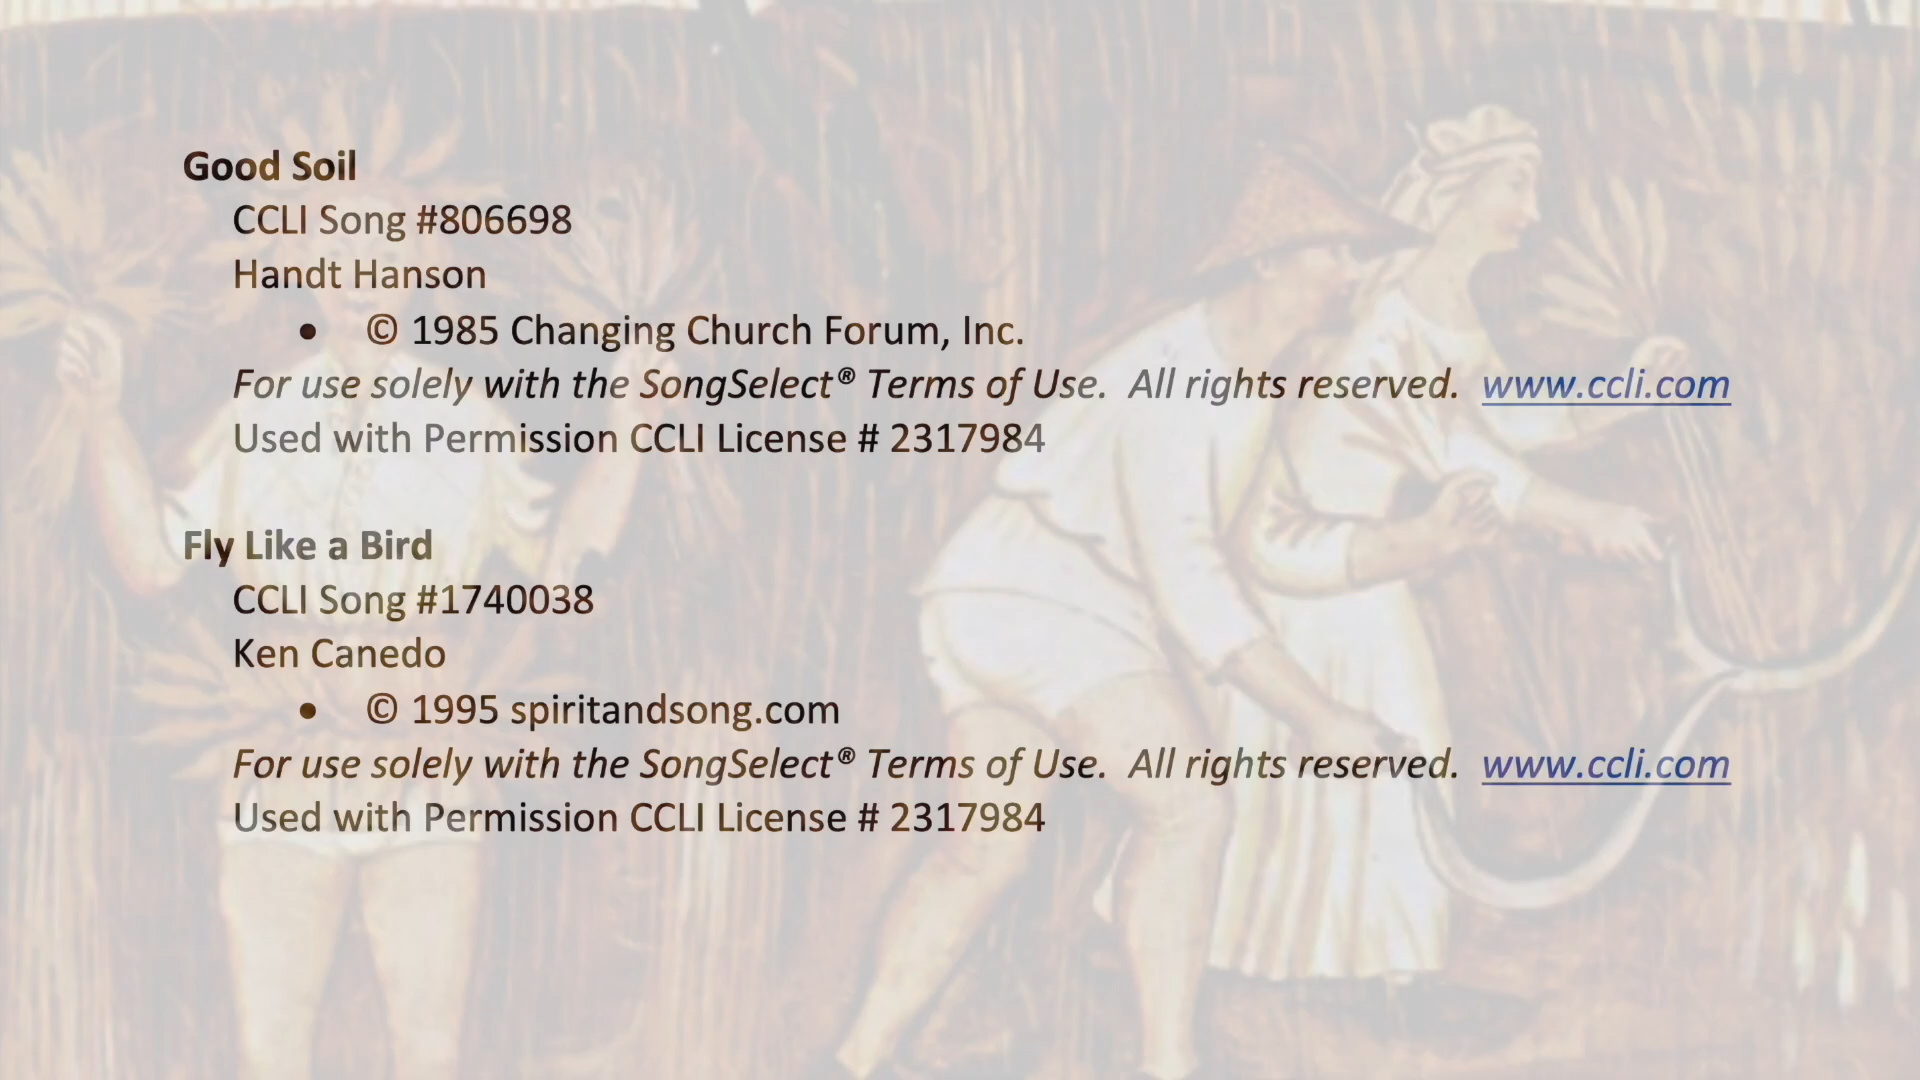 Good Soil
CCLI Song #806698
Handt Hanson
• © 1985 Changing Church Forum, Inc.
For use solely with the SongSelect® Terms of Use.  All rights reserved.  www.ccli.com
Used with Permission CCLI License # 2317984
Fly Like a Bird
CCLI Song #1740038
Ken Canedo
• © 1995 spiritandsong.com
For use solely with the SongSelect® Terms of Use.  All rights reserved.  www.ccli.com
Used with Permission CCLI License # 2317984